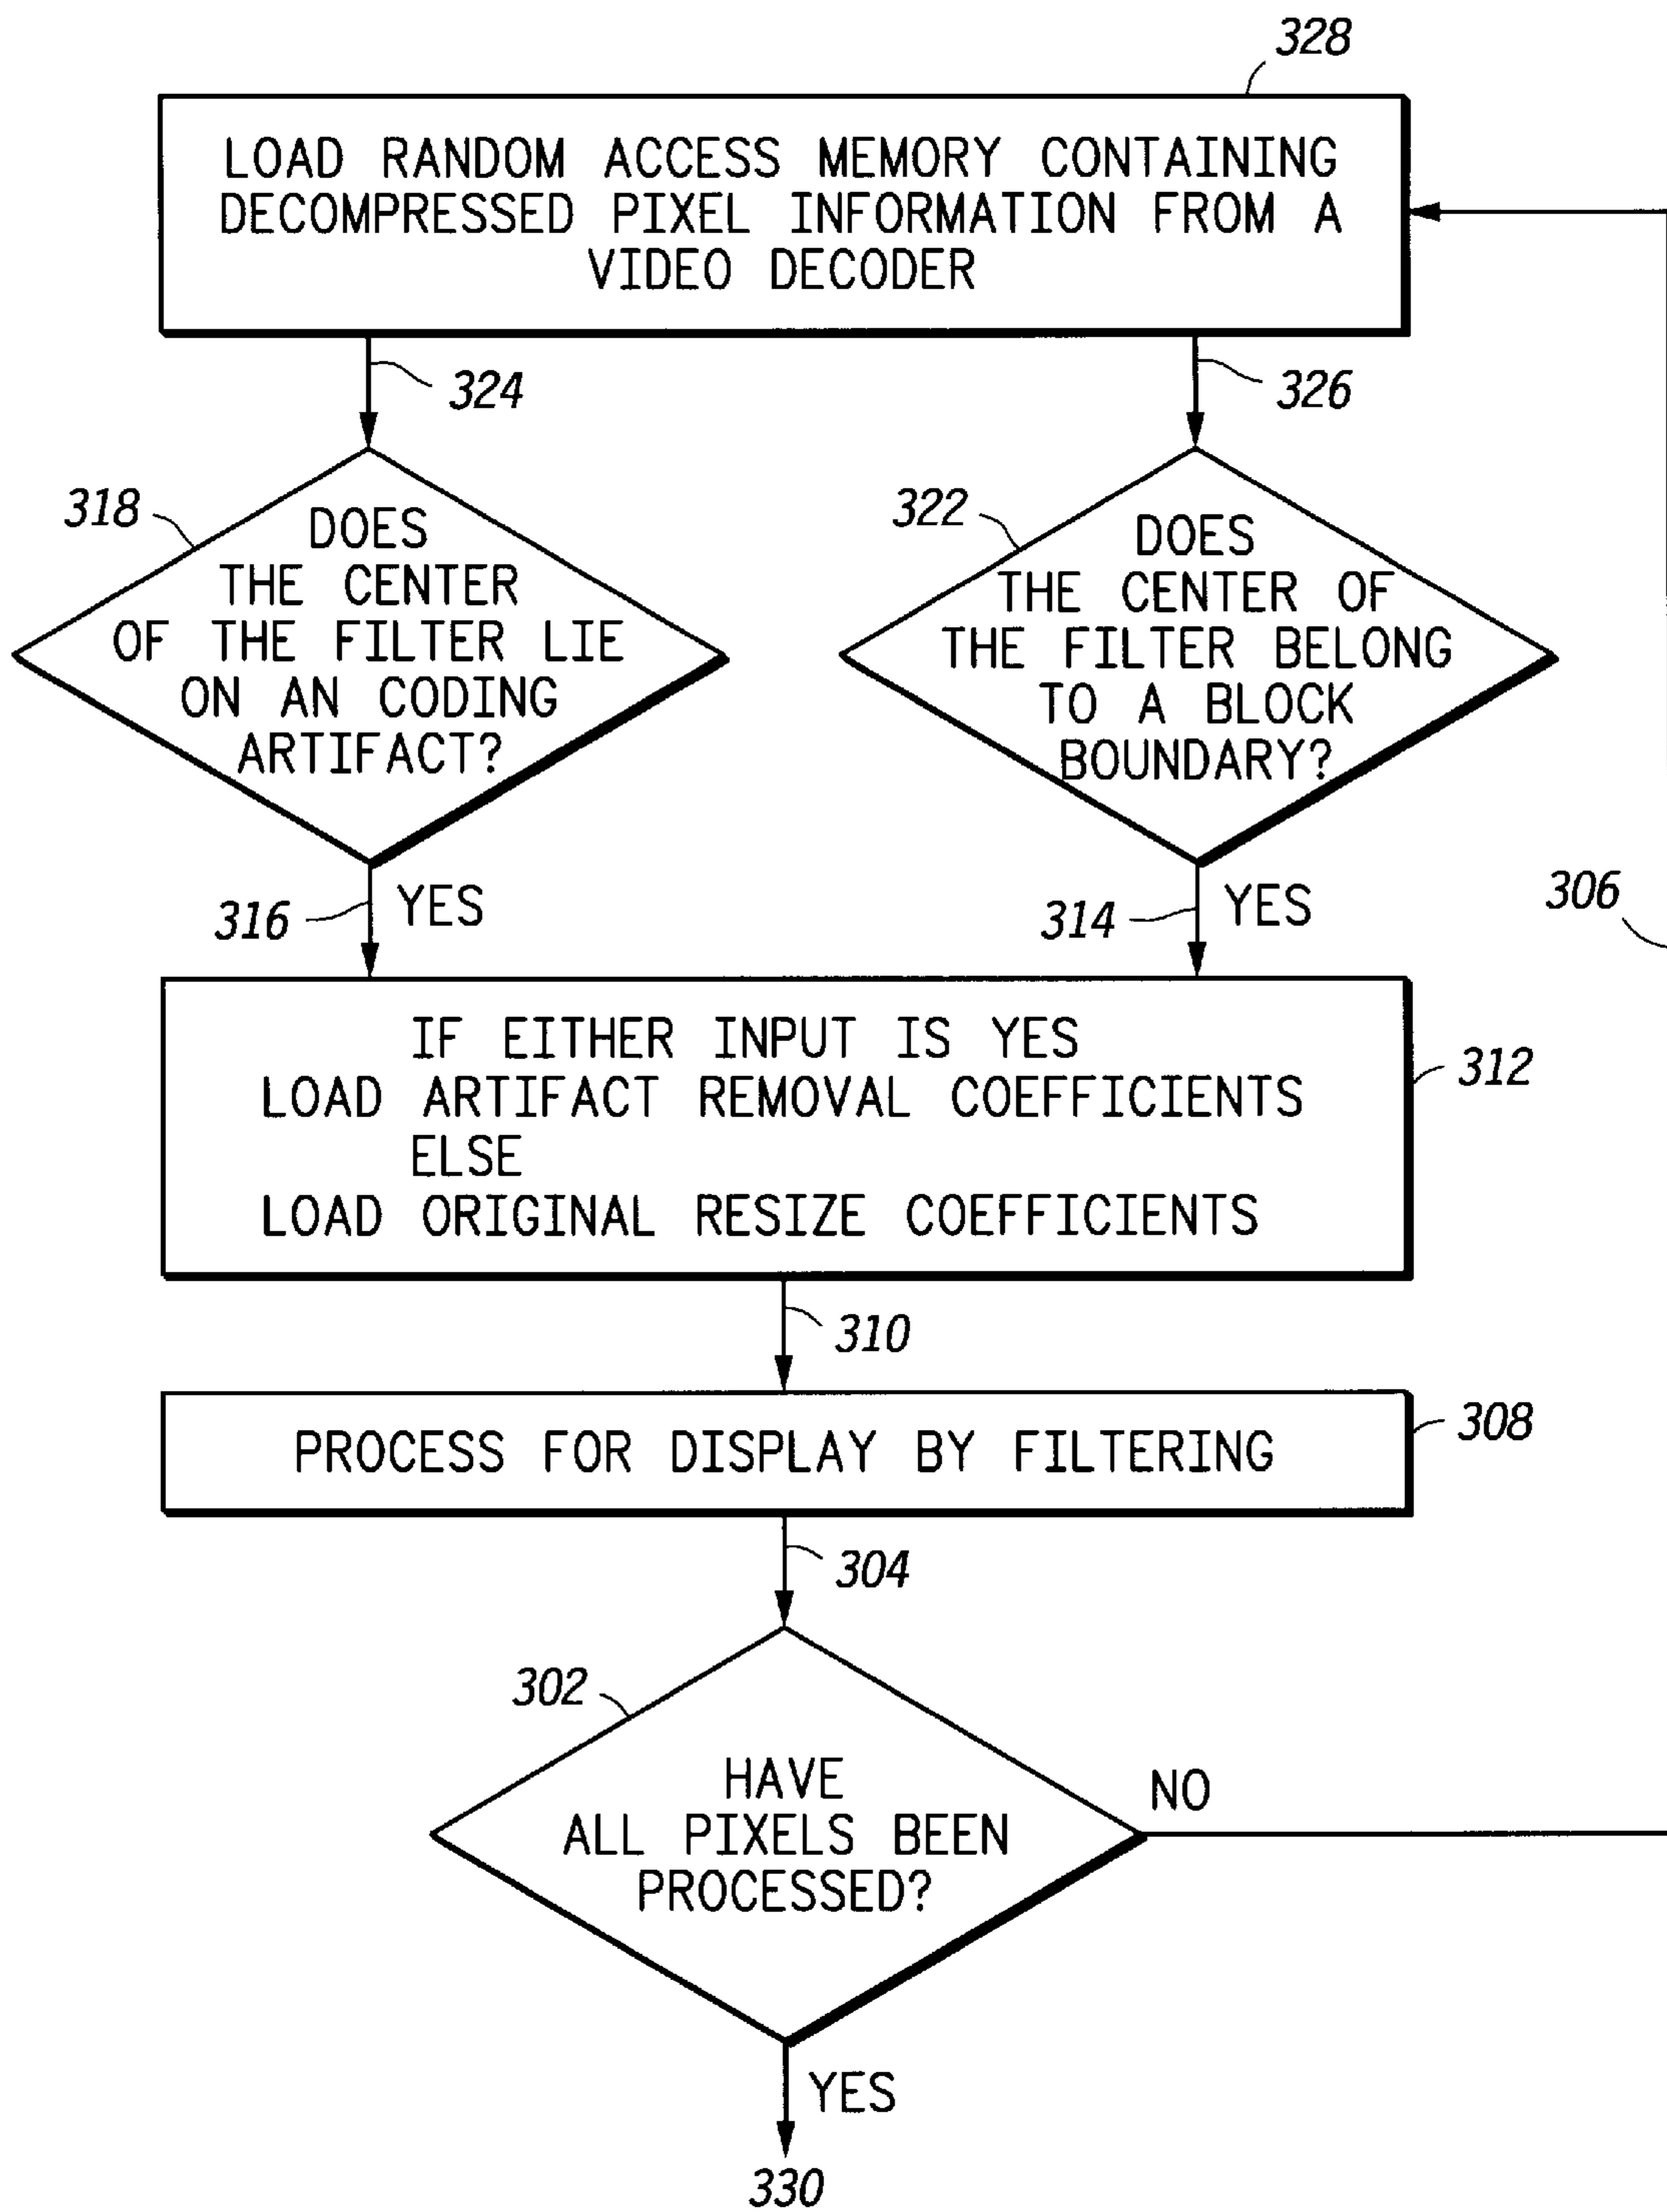 328
LOAD RANDOM ACCESS MEMORY CONTAINING
DECOMPRESSED PIXEL INFORMATION FROM A
VIDEO DECODER
324
326
318
DOES
THE CENTER
OF THE FILTER LIE
ON AN CODING
ARTIFACT?
322
DOES
THE CENTER OF
THE FILTER BELONG
TO A BLOCK
BOUNDARY?
316
YES
314
YES
306
IF EITHER INPUT IS YES
LOAD ARTIFACT REMOVAL COEFFICIENTS
ELSE
LOAD ORIGINAL RESIZE COEFFICIENTS
312
310
PROCESS FOR DISPLAY BY FILTERING
308
304
302
HAVE
ALL PIXELS BEEN
PROCESSED?
NO
YES
330